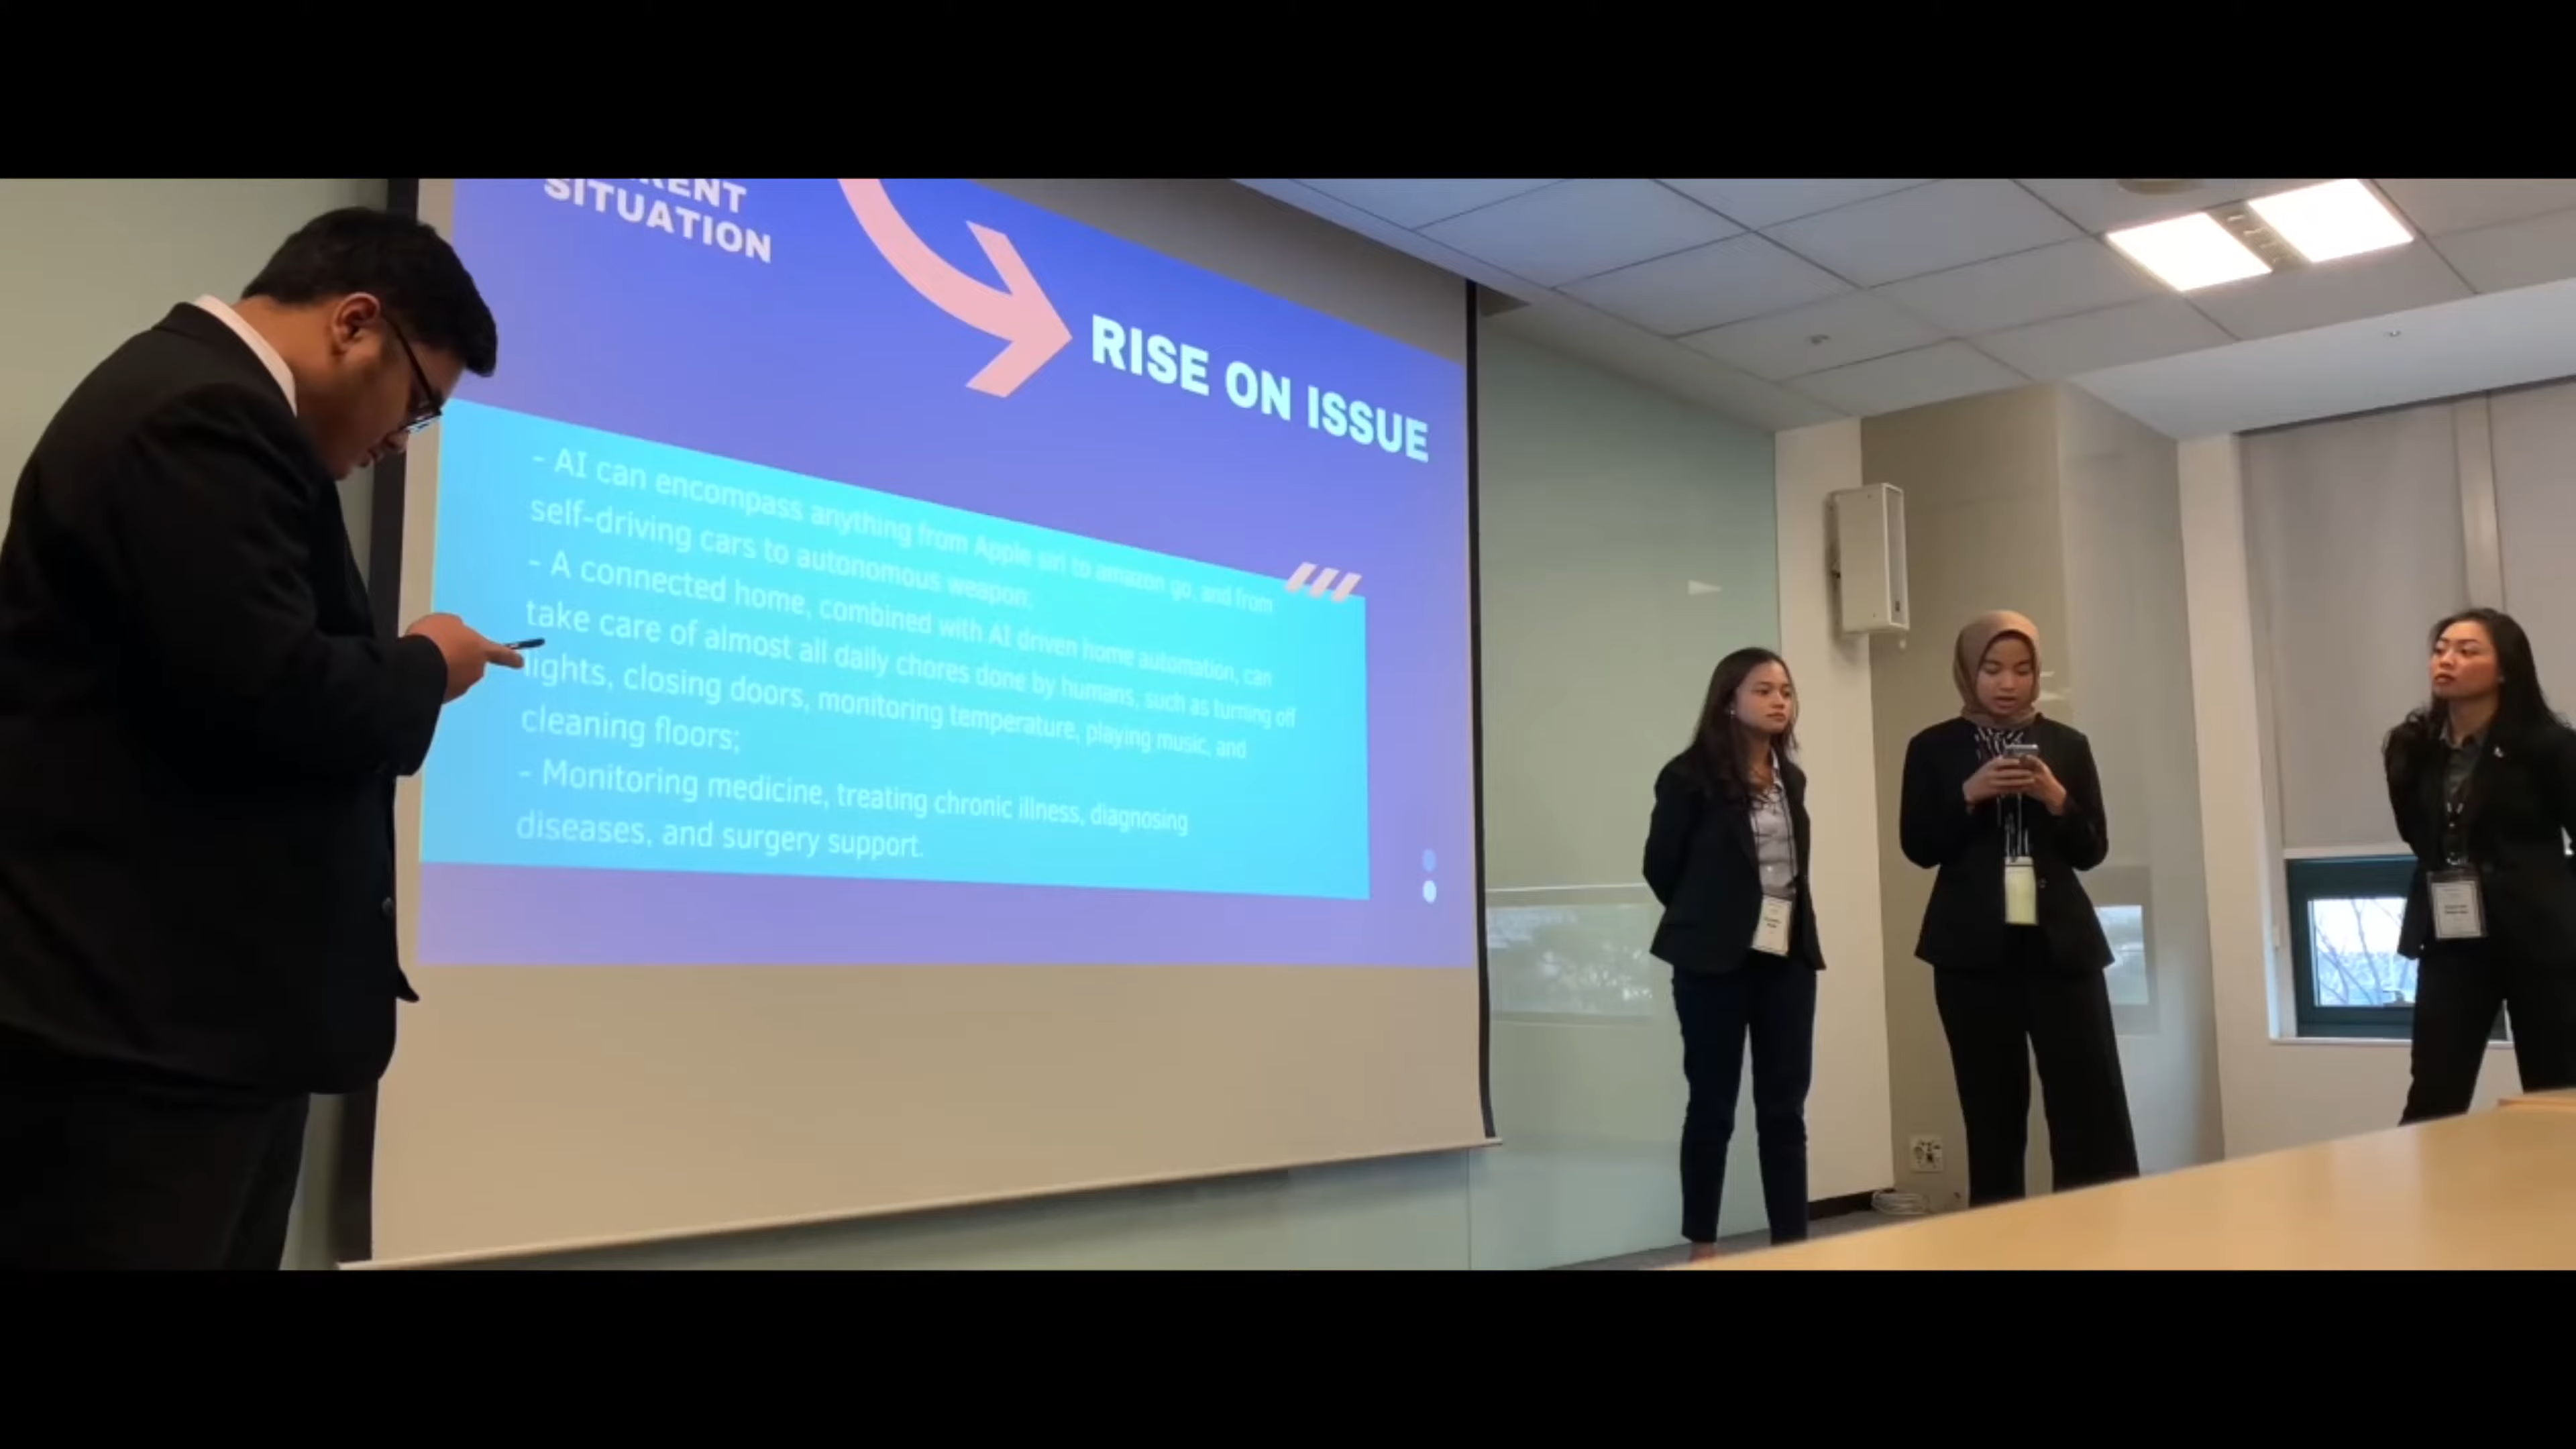 SITUATION
RISE ON ISSUE
- AI can encompass anything from Apple siri to amazon go, and from
self-driving cars to autonomous weapon;
- A connected home, combined with AI driven home automation, can
take care of almost all daily chores done by humans, such as turning off
lights, closing doors, monitoring temperature, playing music, and
cleaning floors;
- Monitoring medicine, treating chronic illness, diagnosing
diseases, and surgery support.